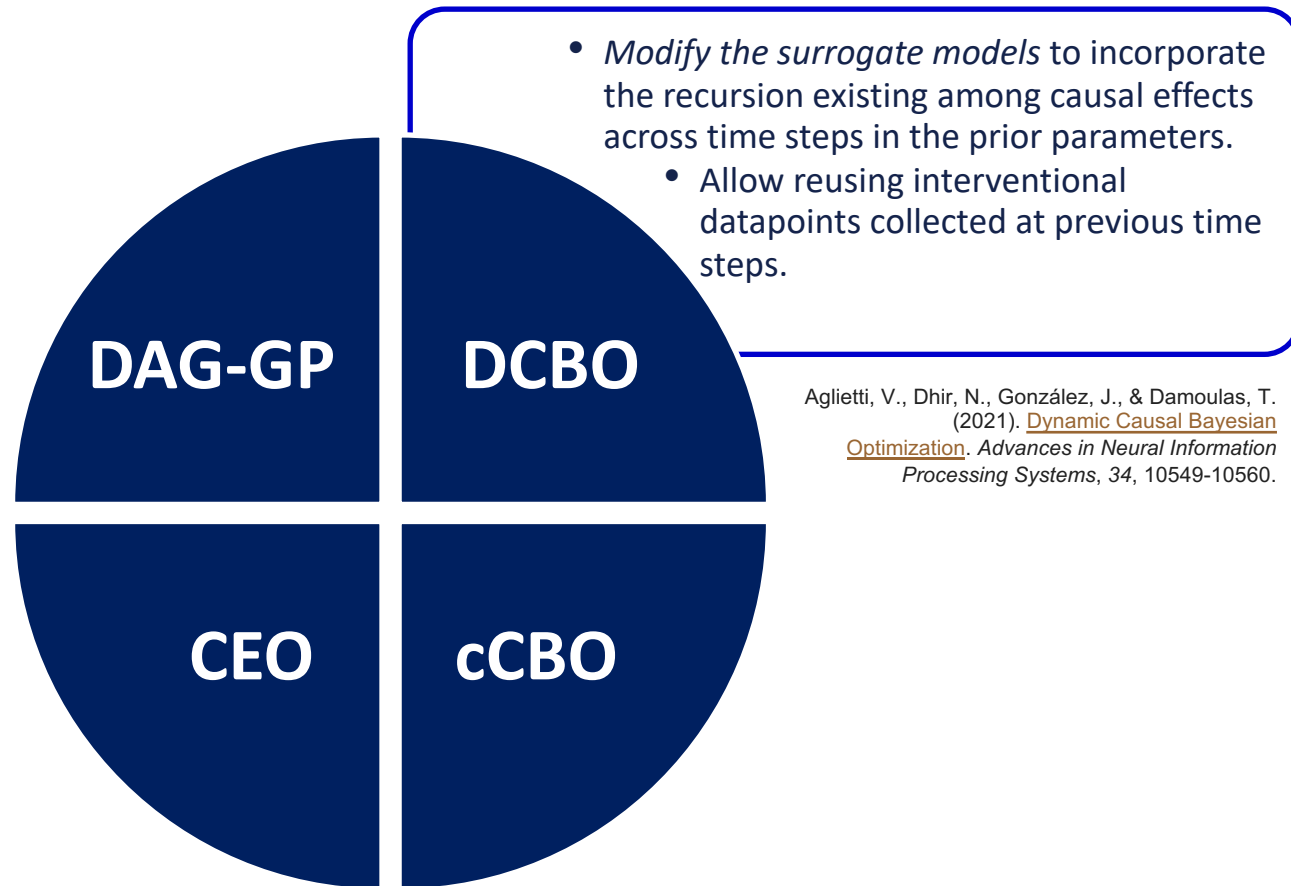 • Modify the surrogate models to incorporate
the recursion existing among causal effects
across time steps in the prior parameters.
• Allow reusing interventional
datapoints collected at previous time
steps.
DAG-GP
DCBO
Aglietti, V., Dhir, N., González, J., & Damoulas, T.
(2021). Dynamic Causal Bayesian
Optimization. Advances in Neural Information
Processing Systems, 34, 10549-10560.
CEO
cCBO